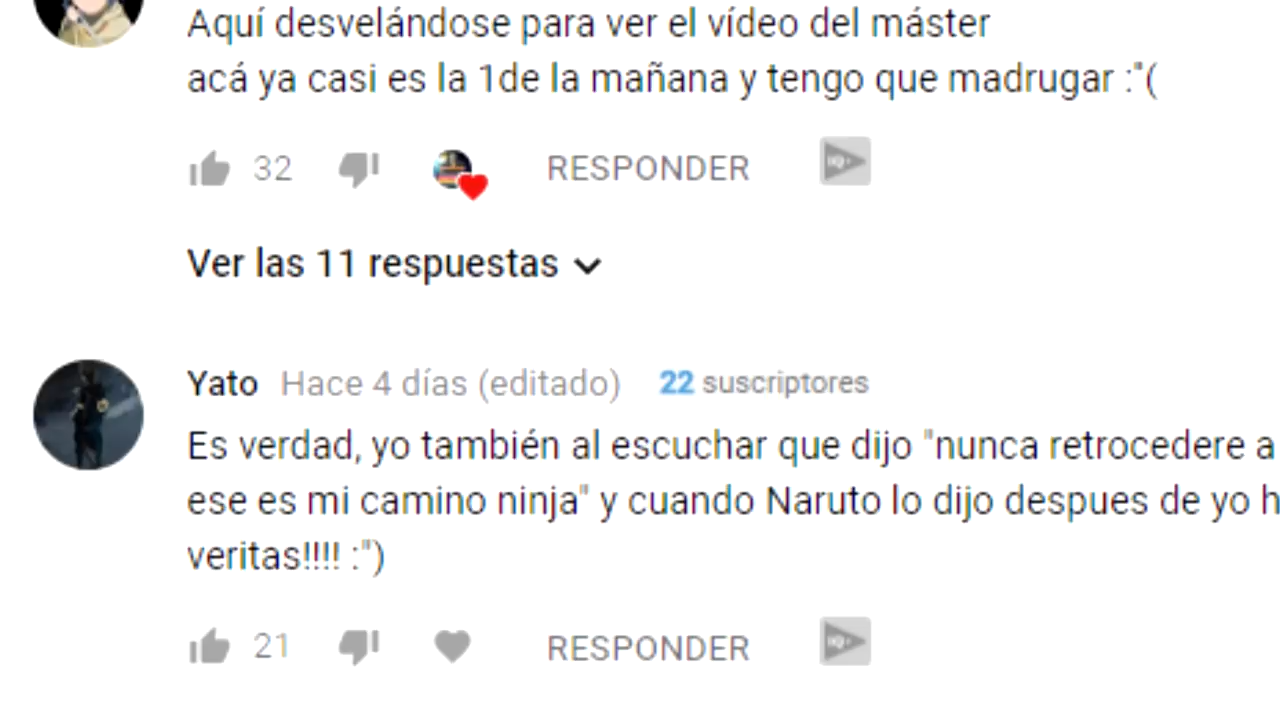 Aquí desvelándose para ver el vídeo del máster
acá ya casi es la 1de la mañana y tengo que madrugar :"(
32 RESPONDER
Ver las 11 respuestas
Yato Hace 4 días (editado) 22 suscriptores
Es verdad, yo también al escuchar que dijo "nunca retrocedere a
ese es mi camino ninja" y cuando Naruto lo dijo despues de yo h
veritas!!!! :")
21 RESPONDER